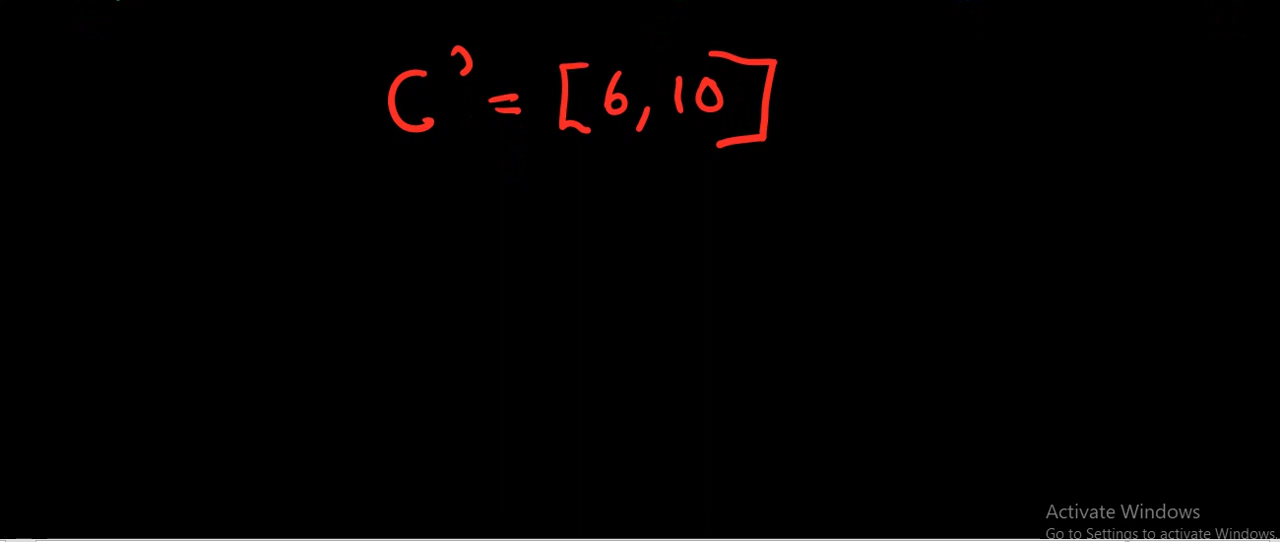 C' = [6, 10]
Activate Windows
Go to Settings to activate Windows.